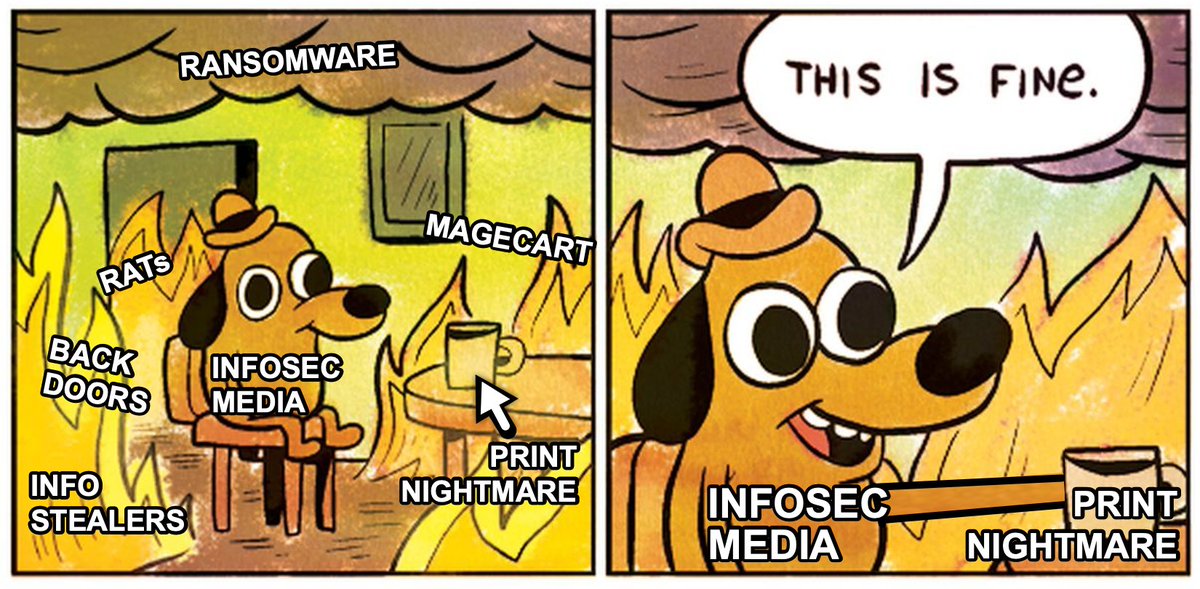 RANSOMWARE
MAGECART
RATs
BACK
DOORS
INFOSEC
MEDIA
PRINT
NIGHTMARE
INFO
STEALERS
THIS IS FINE.
INFOSEC
MEDIA
PRINT
NIGHTMARE